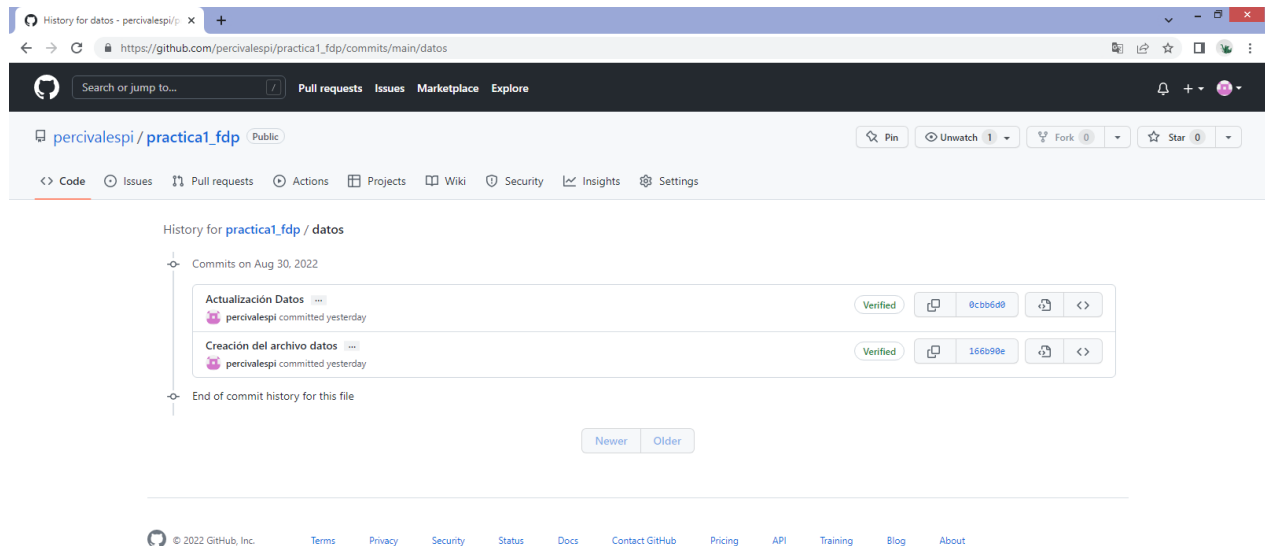 History for datos - percivalespi/p
https://github.com/percivalespi/practica1_fdp/commits/main/datos
Search or jump to... / Pull requests Issues Marketplace Explore
percivalespi / practica1_fdp Public Pin Unwatch 1 Fork 0 Star 0
Code Issues Pull requests Actions Projects Wiki Security Insights Settings
History for practica1_fdp / datos
Commits on Aug 30, 2022
Actualización Datos ... Verified 0cbb6d0
percivalespi committed yesterday
Creación del archivo datos ... Verified 166b90e
percivalespi committed yesterday
End of commit history for this file
Newer Older
© 2022 GitHub, Inc. Terms Privacy Security Status Docs Contact GitHub Pricing API Training Blog About